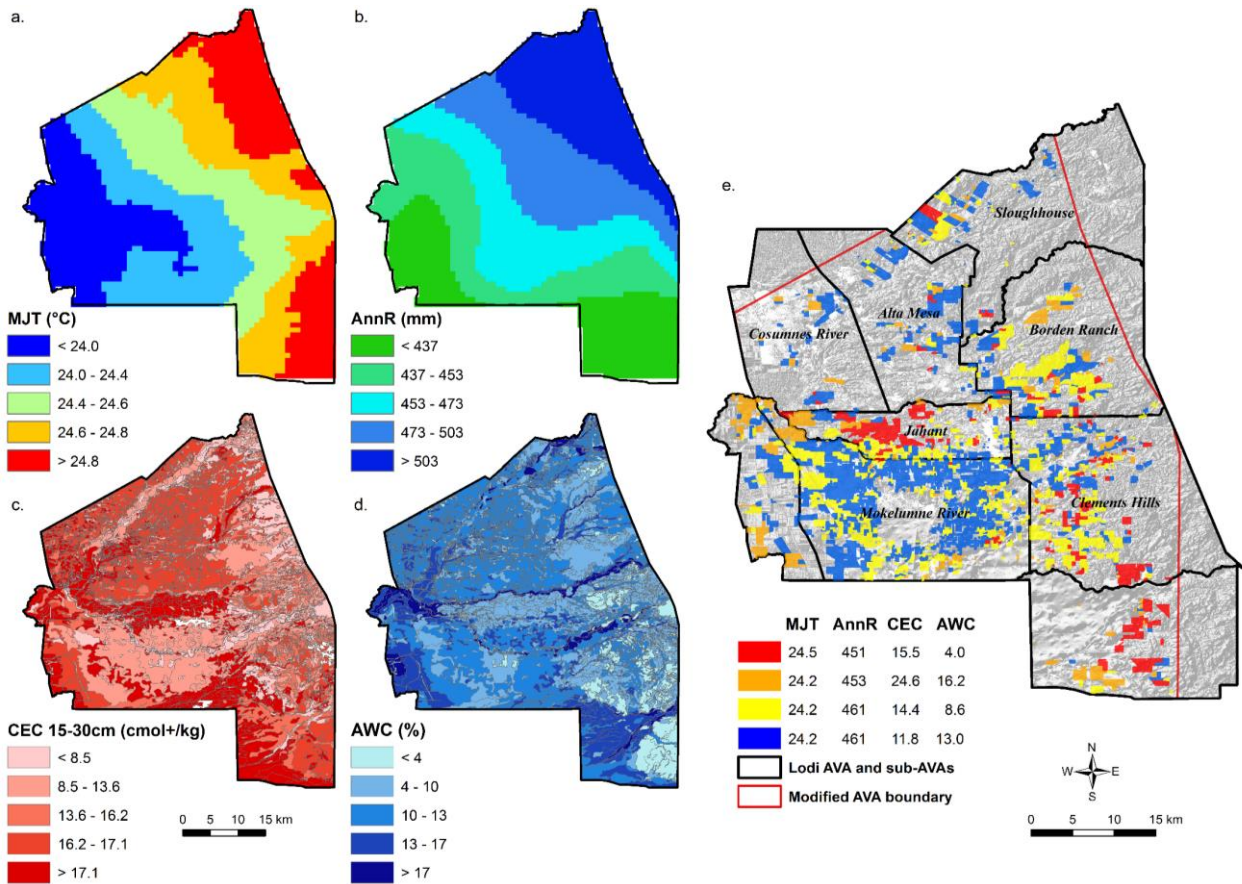 a.
b.
MJT (°C)
< 24.0
24.0 - 24.4
24.4 - 24.6
24.6 - 24.8
> 24.8
AnnR (mm)
< 437
437 - 453
453 - 473
473 - 503
> 503
c.
d.
CEC 15-30cm (cmol+/kg)
< 8.5
8.5 - 13.6
13.6 - 16.2
16.2 - 17.1
> 17.1
0 5 10 15 km
AWC (%)
< 4
4 - 10
10 - 13
13 - 17
> 17
e.
Sloughhouse
Alta Mesa
Borden Ranch
Cosumnes River
Jahant
Clements Hills
Mokelumne River
MJT AnnR CEC AWC
24.5 451 15.5 4.0
24.2 453 24.6 16.2
24.2 461 14.4 8.6
24.2 461 11.8 13.0
Lodi AVA and sub-AVAs
Modified AVA boundary
N
W E
S
0 5 10 15 km